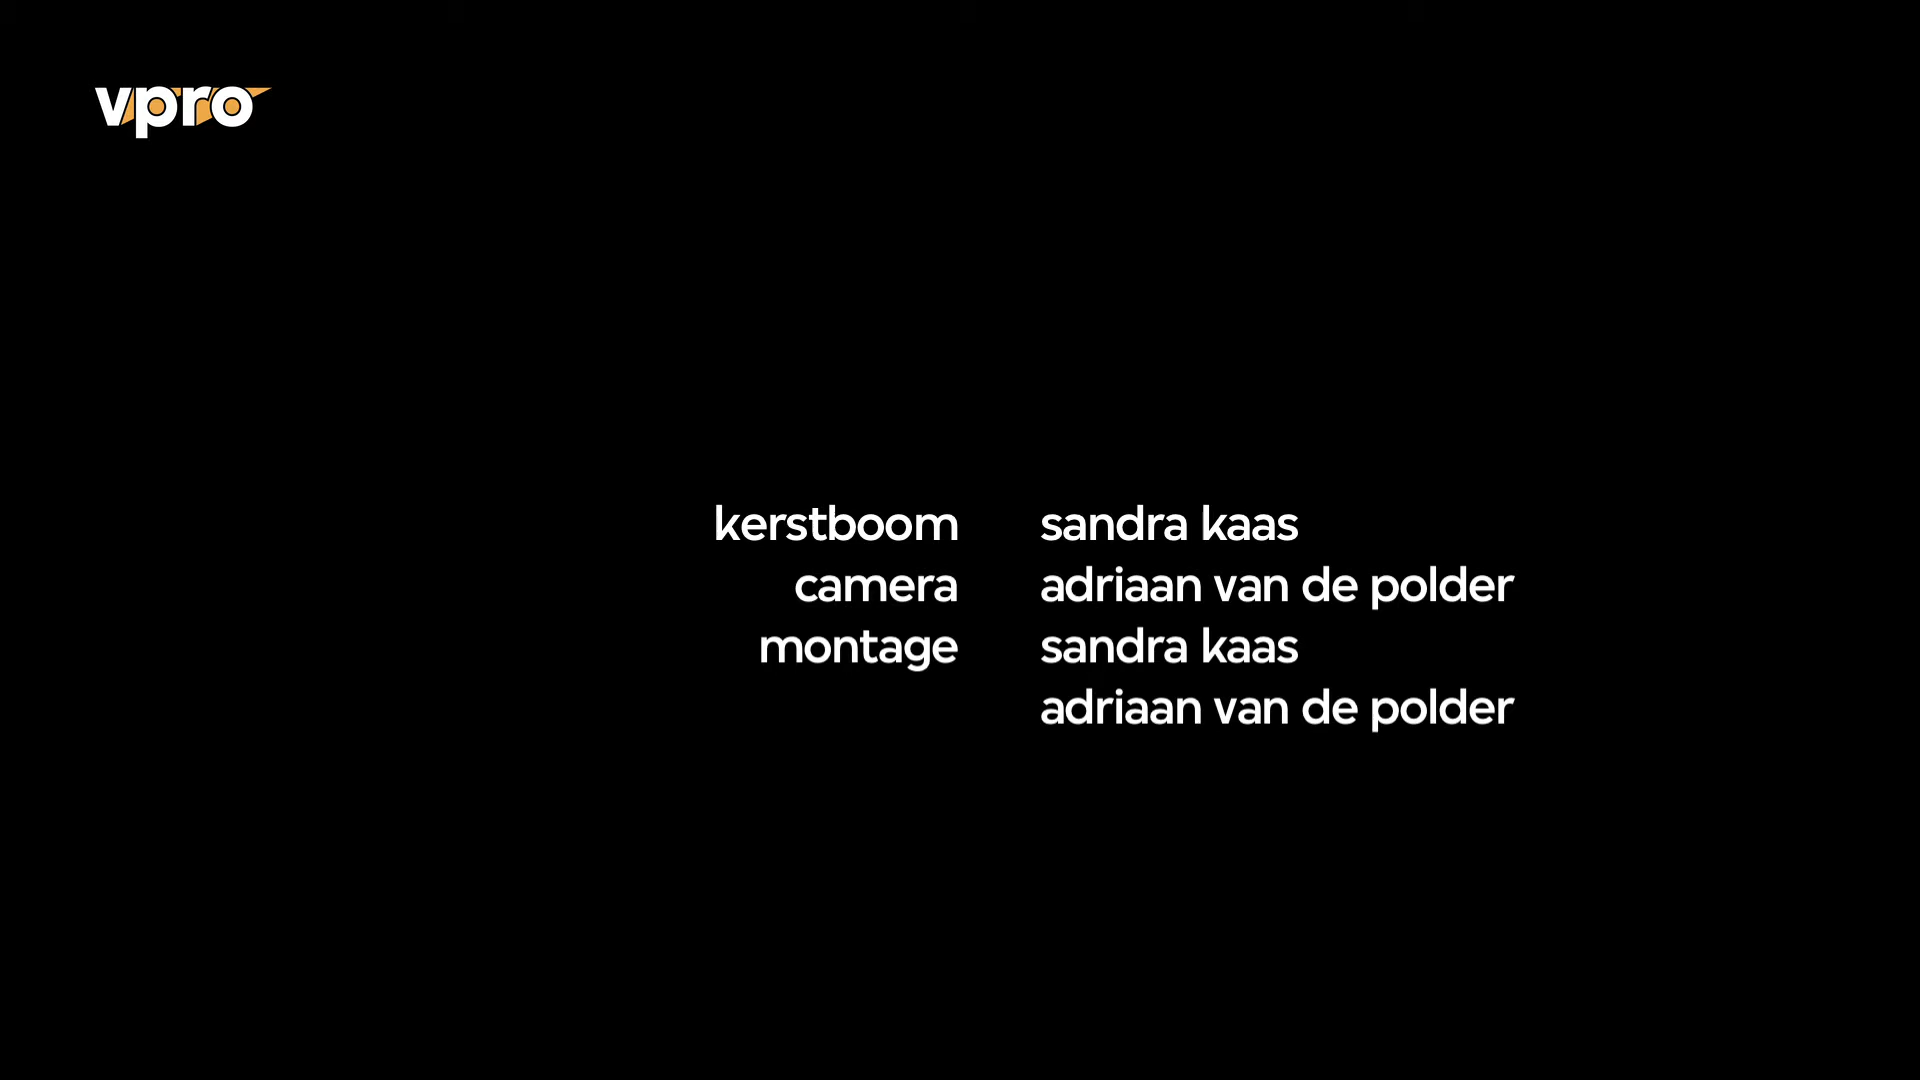 vpro
kerstboom sandra kaas
camera adriaan van de polder
montage sandra kaas
adriaan van de polder